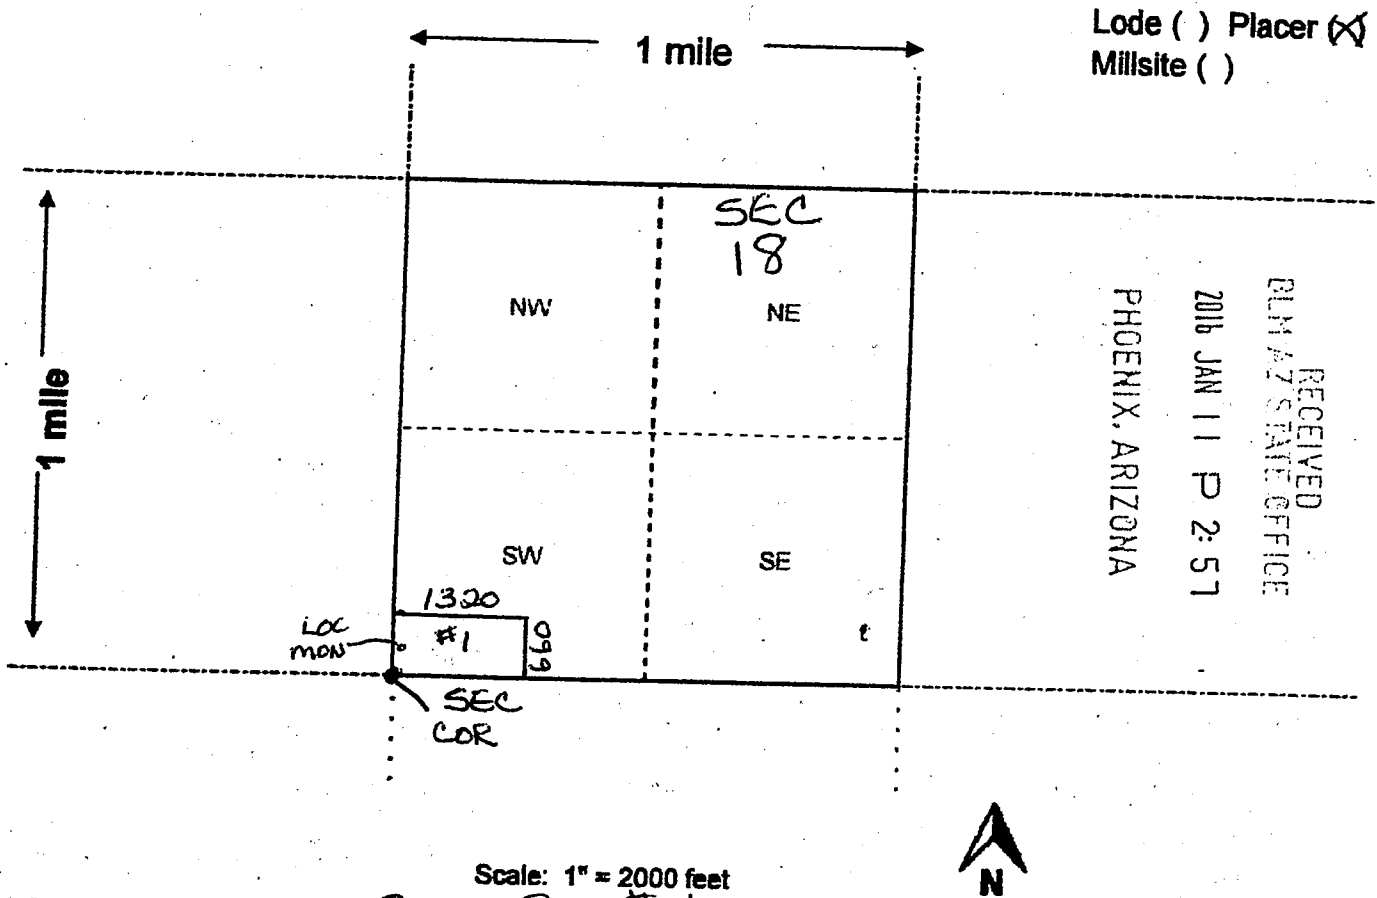 Lode ( ) Placer (X)
Millsite ( )
1 mile
1 mile
SEC
18
NW
NE
SW
SE
1320
#1
660
LOC
MON
SEC
COR
t
RECEIVED
BLM AZ STATE OFFICE
2016 JAN 11 P 2:57
PHOENIX, ARIZONA
Scale: 1" = 2000 feet
N